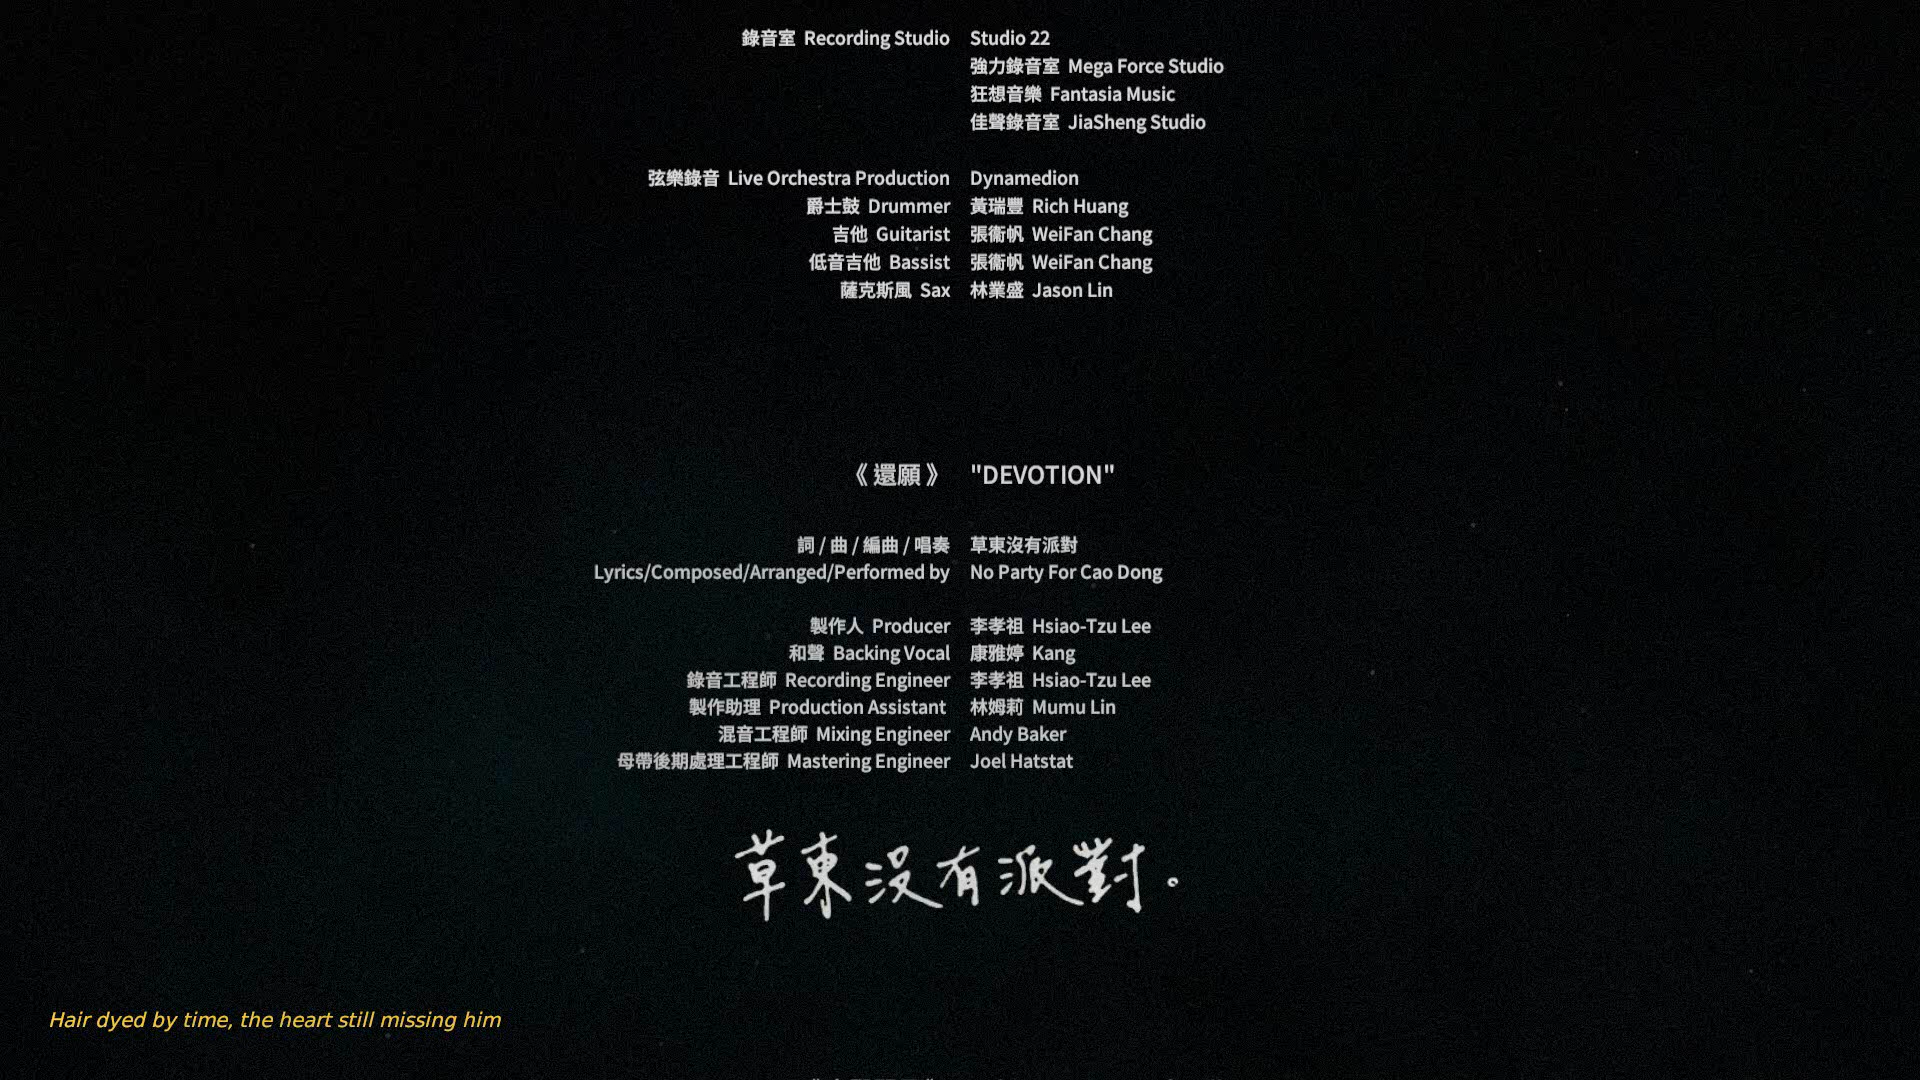 錄音室 Recording Studio Studio 22
強力錄音室 Mega Force Studio
狂想音樂 Fantasia Music
佳聲錄音室 JiaSheng Studio
弦樂錄音 Live Orchestra Production Dynamedion
爵士鼓 Drummer 黃瑞豐 Rich Huang
吉他 Guitarist 張衞帆 WeiFan Chang
低音吉他 Bassist 張衞帆 WeiFan Chang
薩克斯風 Sax 林業盛 Jason Lin
《 還願 》 "DEVOTION"
詞 / 曲 / 編曲 / 唱奏 草東沒有派對
Lyrics/Composed/Arranged/Performed by No Party For Cao Dong
製作人 Producer 李孝祖 Hsiao-Tzu Lee
和聲 Backing Vocal 康雅婷 Kang
錄音工程師 Recording Engineer 李孝祖 Hsiao-Tzu Lee
製作助理 Production Assistant 林姆莉 Mumu Lin
混音工程師 Mixing Engineer Andy Baker
母帶後期處理工程師 Mastering Engineer Joel Hatstat
草東沒有派對。
Hair dyed by time, the heart still missing him